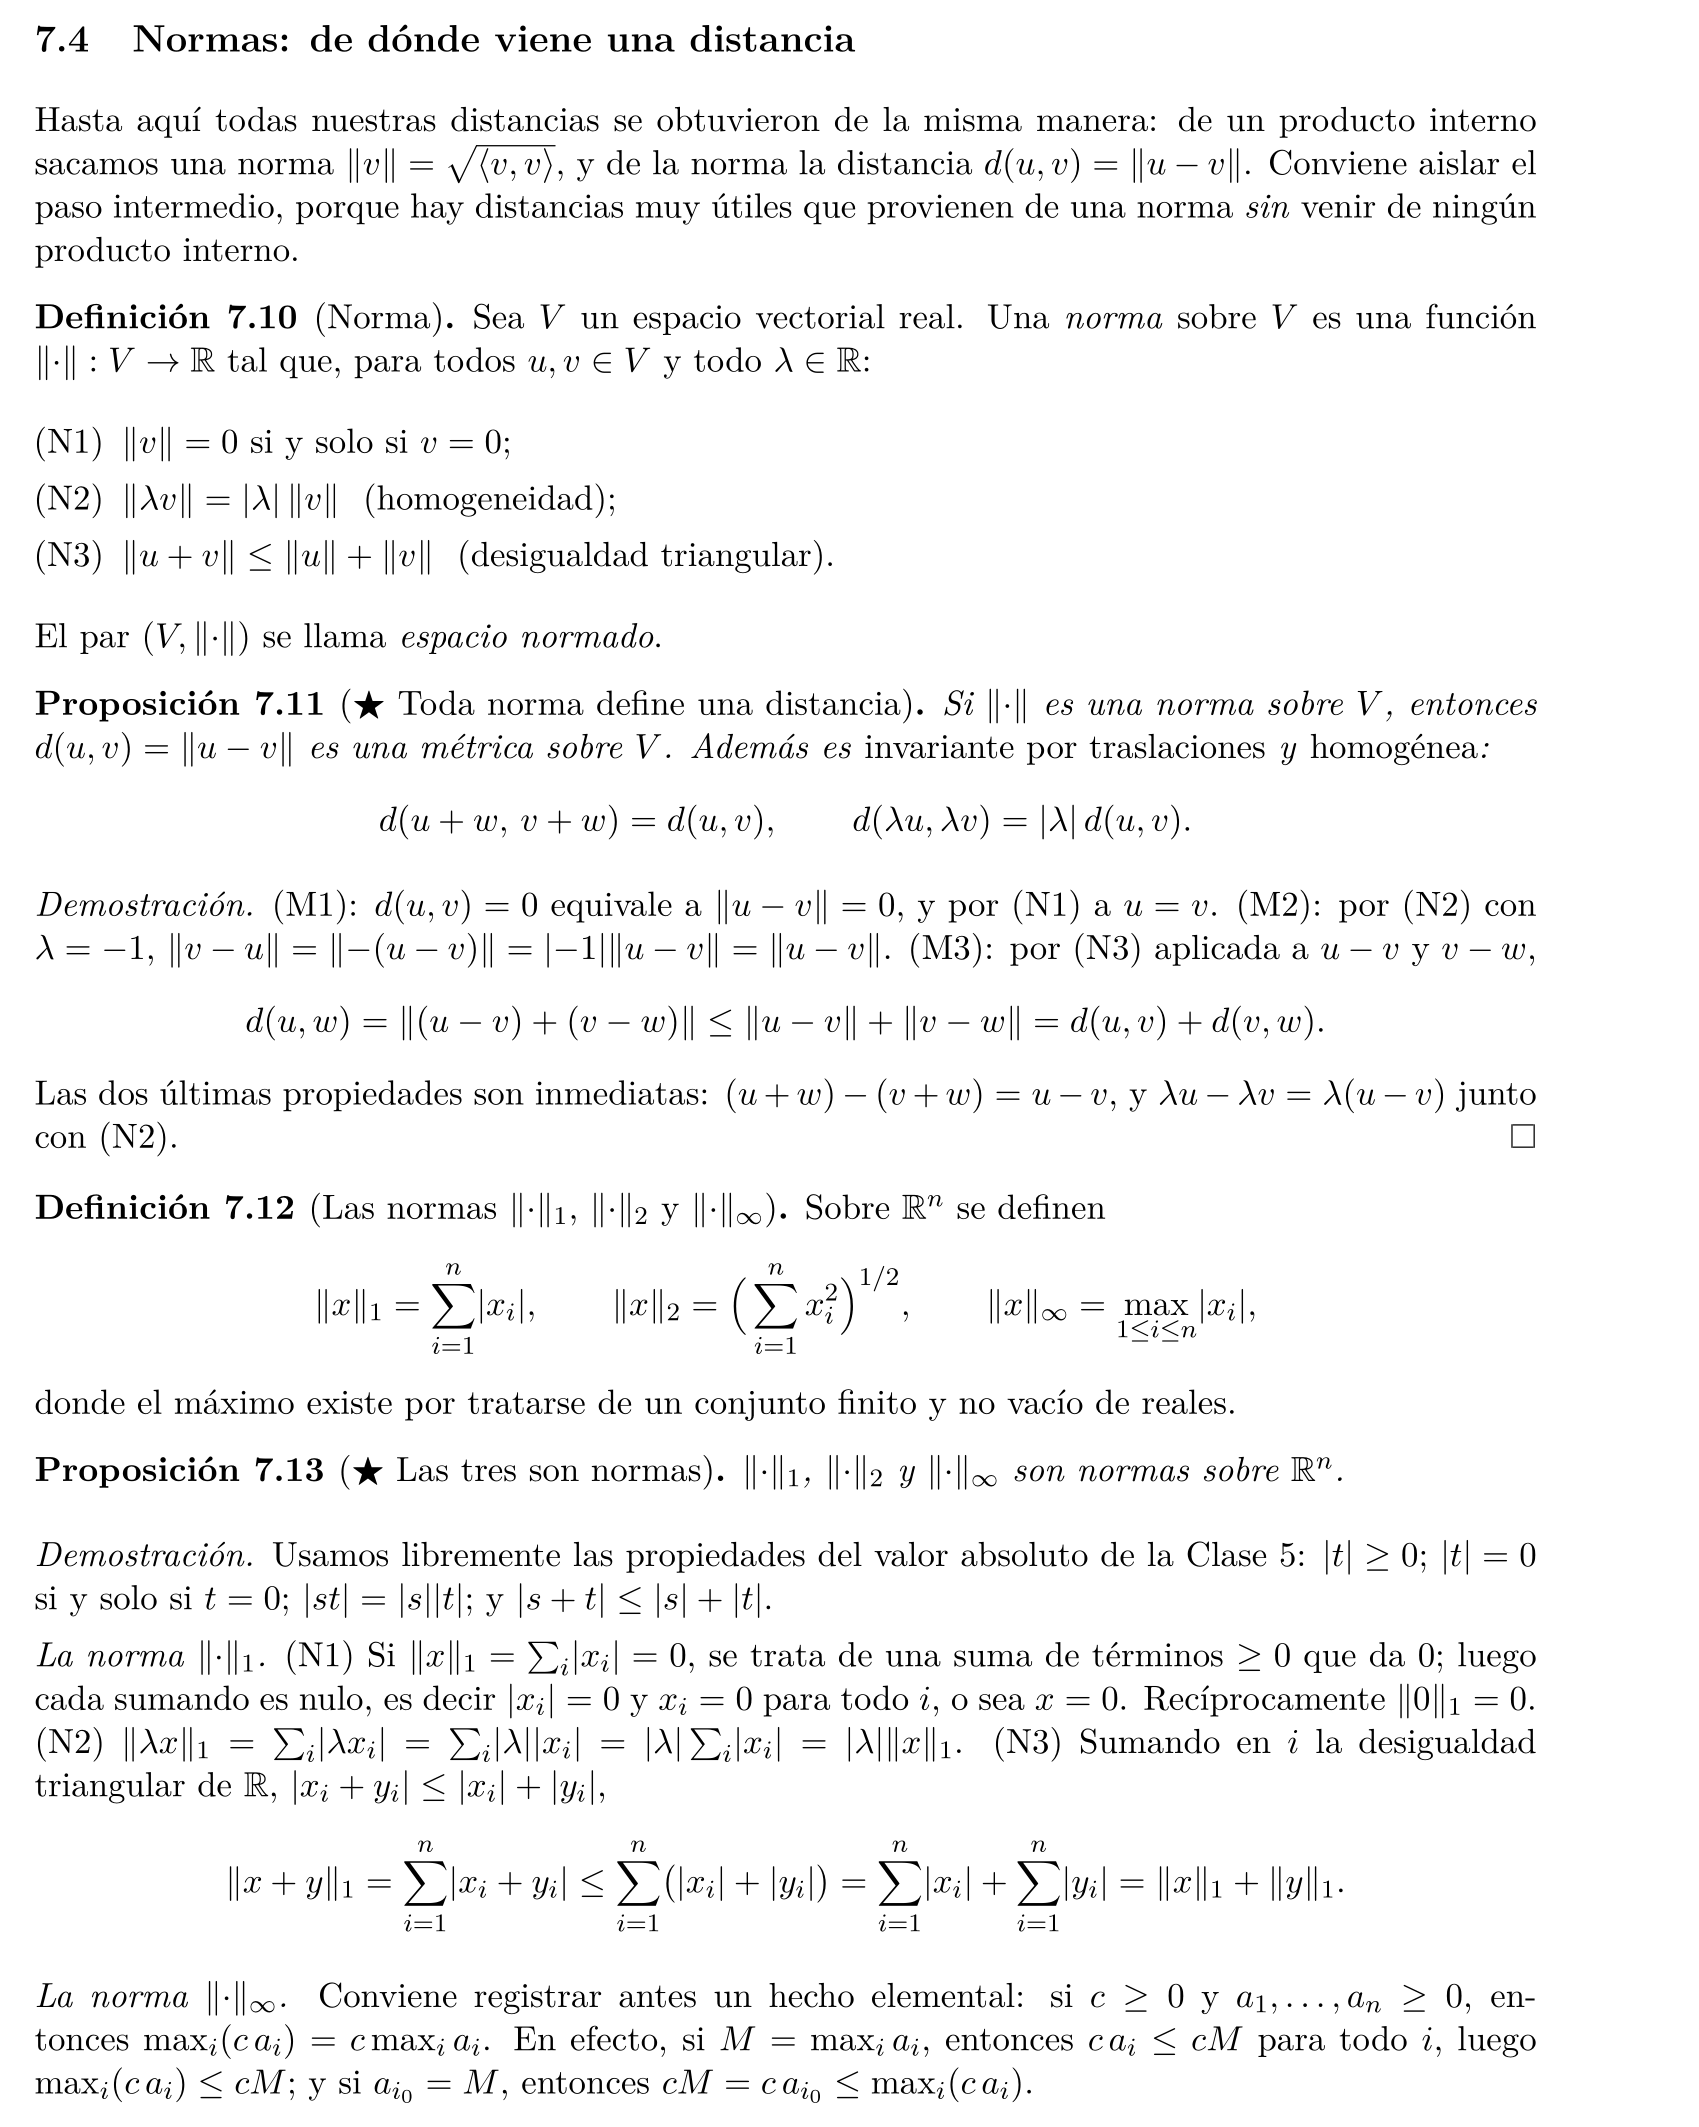 7.4 Normas: de dónde viene una distancia
Hasta aquí todas nuestras distancias se obtuvieron de la misma manera: de un producto interno
sacamos una norma ‖v‖ = √⟨v, v⟩, y de la norma la distancia d(u, v) = ‖u − v‖. Conviene aislar el
paso intermedio, porque hay distancias muy útiles que provienen de una norma sin venir de ningún
producto interno.
Definición 7.10 (Norma). Sea V un espacio vectorial real. Una norma sobre V es una función
‖·‖ : V → ℝ tal que, para todos u, v ∈ V y todo λ ∈ ℝ:
(N1) ‖v‖ = 0 si y solo si v = 0;
(N2) ‖λv‖ = |λ| ‖v‖ (homogeneidad);
(N3) ‖u + v‖ ≤ ‖u‖ + ‖v‖ (desigualdad triangular).
El par (V, ‖·‖) se llama espacio normado.
Proposición 7.11 (★ Toda norma define una distancia). Si ‖·‖ es una norma sobre V, entonces
d(u, v) = ‖u − v‖ es una métrica sobre V. Además es invariante por traslaciones y homogénea:
d(u + w, v + w) = d(u, v), d(λu, λv) = |λ| d(u, v).
Demostración. (M1): d(u, v) = 0 equivale a ‖u − v‖ = 0, y por (N1) a u = v. (M2): por (N2) con
λ = −1, ‖v − u‖ = ‖−(u − v)‖ = |−1|‖u − v‖ = ‖u − v‖. (M3): por (N3) aplicada a u − v y v − w,
d(u, w) = ‖(u − v) + (v − w)‖ ≤ ‖u − v‖ + ‖v − w‖ = d(u, v) + d(v, w).
Las dos últimas propiedades son inmediatas: (u + w) − (v + w) = u − v, y λu − λv = λ(u − v) junto
con (N2). □
Definición 7.12 (Las normas ‖·‖₁, ‖·‖₂ y ‖·‖∞). Sobre ℝⁿ se definen
‖x‖₁ = ∑_{i=1}^{n} |xᵢ|, ‖x‖₂ = (∑_{i=1}^{n} xᵢ²)^{1/2}, ‖x‖∞ = max_{1≤i≤n} |xᵢ|,
donde el máximo existe por tratarse de un conjunto finito y no vacío de reales.
Proposición 7.13 (★ Las tres son normas). ‖·‖₁, ‖·‖₂ y ‖·‖∞ son normas sobre ℝⁿ.
Demostración. Usamos libremente las propiedades del valor absoluto de la Clase 5: |t| ≥ 0; |t| = 0
si y solo si t = 0; |st| = |s||t|; y |s + t| ≤ |s| + |t|.
La norma ‖·‖₁. (N1) Si ‖x‖₁ = ∑ᵢ|xᵢ| = 0, se trata de una suma de términos ≥ 0 que da 0; luego
cada sumando es nulo, es decir |xᵢ| = 0 y xᵢ = 0 para todo i, o sea x = 0. Recíprocamente ‖0‖₁ = 0.
(N2) ‖λx‖₁ = ∑ᵢ|λxᵢ| = ∑ᵢ|λ||xᵢ| = |λ| ∑ᵢ|xᵢ| = |λ|‖x‖₁. (N3) Sumando en i la desigualdad
triangular de ℝ, |xᵢ + yᵢ| ≤ |xᵢ| + |yᵢ|,
‖x + y‖₁ = ∑_{i=1}^{n} |xᵢ + yᵢ| ≤ ∑_{i=1}^{n} (|xᵢ| + |yᵢ|) = ∑_{i=1}^{n} |xᵢ| + ∑_{i=1}^{n} |yᵢ| = ‖x‖₁ + ‖y‖₁.
La norma ‖·‖∞. Conviene registrar antes un hecho elemental: si c ≥ 0 y a₁, . . . , aₙ ≥ 0, en-
tonces maxᵢ(c aᵢ) = c maxᵢ aᵢ. En efecto, si M = maxᵢ aᵢ, entonces c aᵢ ≤ cM para todo i, luego
maxᵢ(c aᵢ) ≤ cM; y si a_{i₀} = M, entonces cM = c a_{i₀} ≤ maxᵢ(c aᵢ).